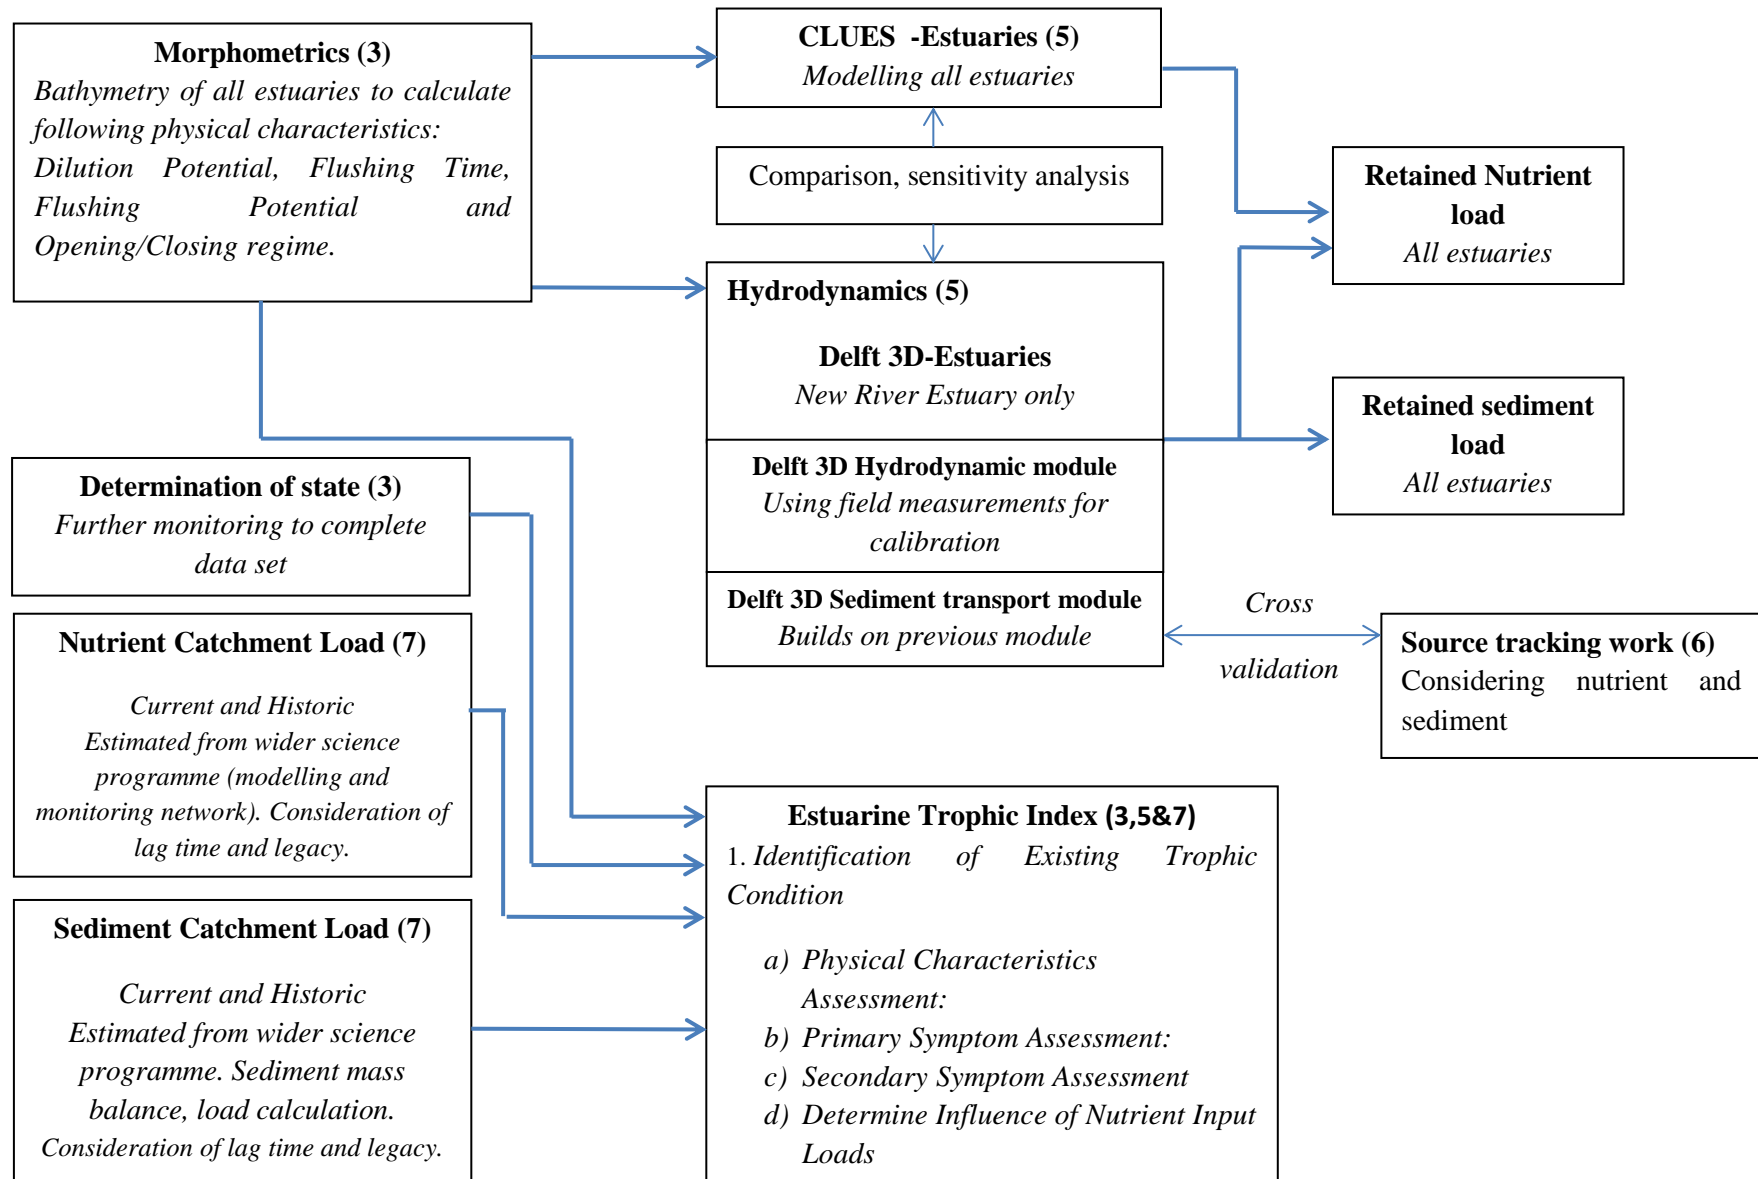 Morphometrics (3)
Bathymetry of all estuaries to calculate
following physical characteristics:
Dilution Potential, Flushing Time,
Flushing Potential and
Opening/Closing regime.
CLUES -Estuaries (5)
Modelling all estuaries
Comparison, sensitivity analysis
Retained Nutrient
load
All estuaries
Hydrodynamics (5)
Delft 3D-Estuaries
New River Estuary only
Delft 3D Hydrodynamic module
Using field measurements for
calibration
Delft 3D Sediment transport module
Builds on previous module
Retained sediment
load
All estuaries
Cross
validation
Source tracking work (6)
Considering nutrient and
sediment
Determination of state (3)
Further monitoring to complete
data set
Nutrient Catchment Load (7)
Current and Historic
Estimated from wider science
programme (modelling and
monitoring network). Consideration of
lag time and legacy.
Sediment Catchment Load (7)
Current and Historic
Estimated from wider science
programme. Sediment mass
balance, load calculation.
Consideration of lag time and legacy.
Estuarine Trophic Index (3,5&7)
1. Identification of Existing Trophic
Condition
a) Physical Characteristics
Assessment:
b) Primary Symptom Assessment:
c) Secondary Symptom Assessment
d) Determine Influence of Nutrient Input
Loads